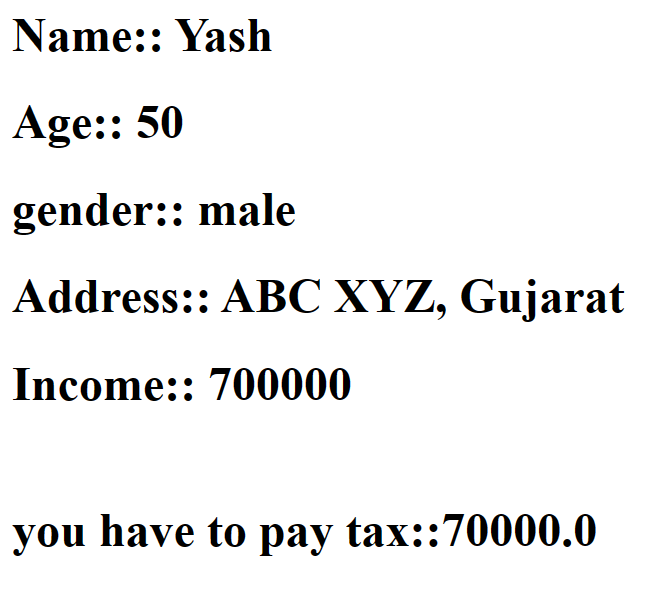 Name:: Yash
Age:: 50
gender:: male
Address:: ABC XYZ, Gujarat
Income:: 700000
you have to pay tax::70000.0